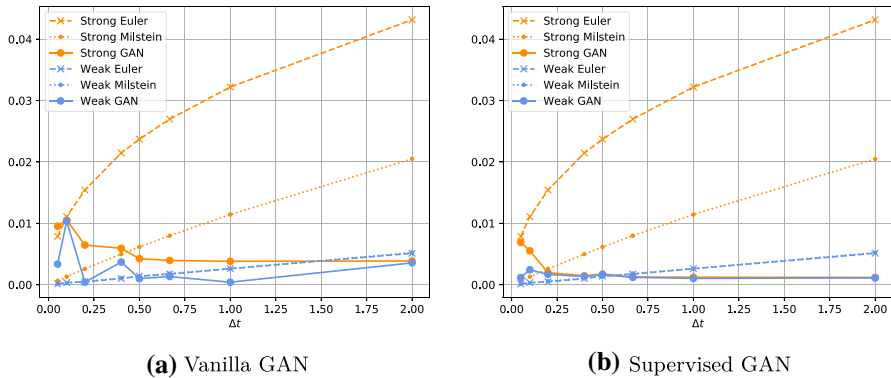 Strong Euler
Strong Milstein
Strong GAN
Weak Euler
Weak Milstein
Weak GAN
0.04
0.03
0.02
0.01
0.00
0.00 0.25 0.50 0.75 1.00 1.25 1.50 1.75 2.00
Δt
(a) Vanilla GAN
Strong Euler
Strong Milstein
Strong GAN
Weak Euler
Weak Milstein
Weak GAN
0.04
0.03
0.02
0.01
0.00
0.00 0.25 0.50 0.75 1.00 1.25 1.50 1.75 2.00
Δt
(b) Supervised GAN